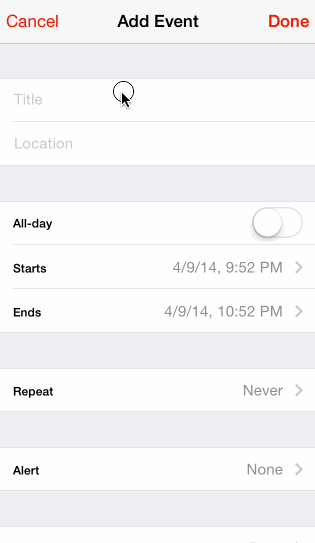 Cancel Add Event Done
Title
Location
All-day
Starts 4/9/14, 9:52 PM
Ends 4/9/14, 10:52 PM
Repeat Never
Alert None